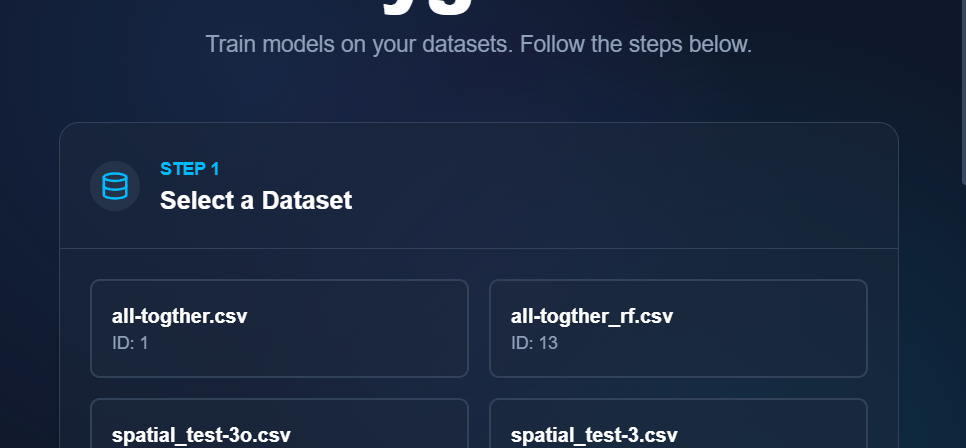 Train models on your datasets. Follow the steps below.
STEP 1
Select a Dataset
all-togther.csv
ID: 1
all-togther_rf.csv
ID: 13
spatial_test-3o.csv
spatial_test-3.csv